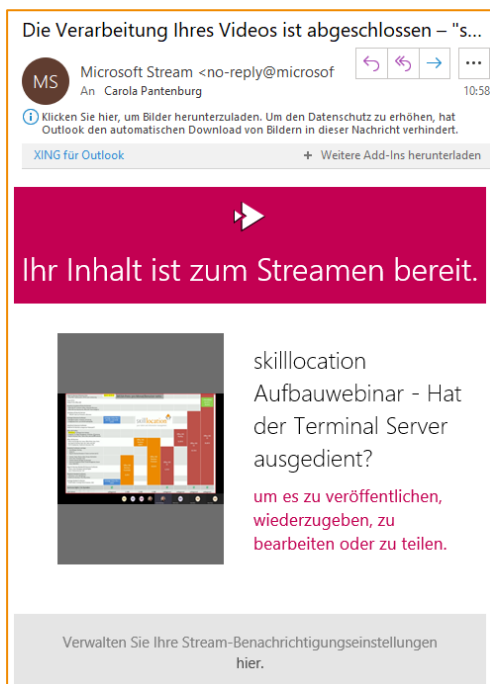 Die Verarbeitung Ihres Videos ist abgeschlossen – "s...
MS
Microsoft Stream <no-reply@microsof
An Carola Pantenburg
10:58
Klicken Sie hier, um Bilder herunterzuladen. Um den Datenschutz zu erhöhen, hat
Outlook den automatischen Download von Bildern in dieser Nachricht verhindert.
XING für Outlook
+ Weitere Add-Ins herunterladen
Ihr Inhalt ist zum Streamen bereit.
skilllocation
Aufbauwebinar - Hat
der Terminal Server
ausgedient?
um es zu veröffentlichen,
wiederzugeben, zu
bearbeiten oder zu teilen.
Verwalten Sie Ihre Stream-Benachrichtigungseinstellungen
hier.